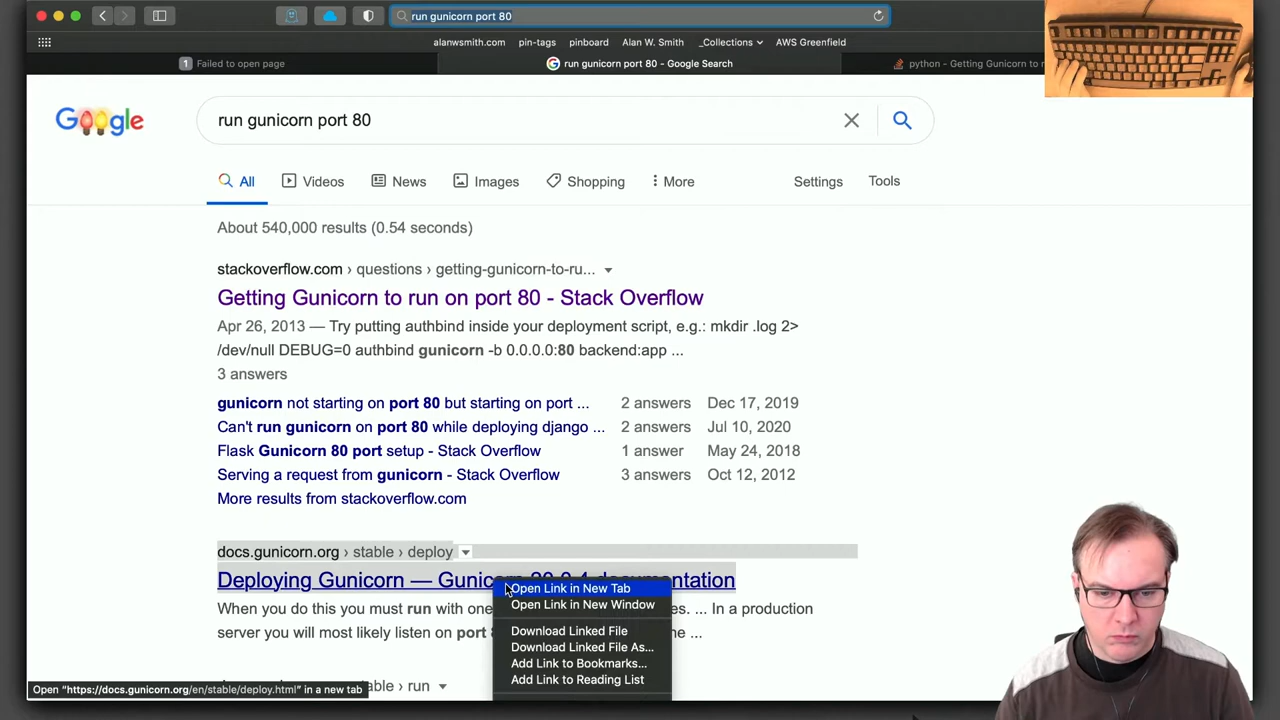 run gunicorn port 80
alanwsmith.com pin-tags pinboard Alan W. Smith _Collections AWS Greenfield
1 Failed to open page run gunicorn port 80 - Google Search python - Getting Gunicorn to r
Google run gunicorn port 80
All Videos News Images Shopping More Settings Tools
About 540,000 results (0.54 seconds)
stackoverflow.com › questions › getting-gunicorn-to-ru...
Getting Gunicorn to run on port 80 - Stack Overflow
Apr 26, 2013 — Try putting authbind inside your deployment script, e.g.: mkdir .log 2>
/dev/null DEBUG=0 authbind gunicorn -b 0.0.0.0:80 backend:app ...
3 answers
gunicorn not starting on port 80 but starting on port ... 2 answers Dec 17, 2019
Can't run gunicorn on port 80 while deploying django ... 2 answers Jul 10, 2020
Flask Gunicorn 80 port setup - Stack Overflow 1 answer May 24, 2018
Serving a request from gunicorn - Stack Overflow 3 answers Oct 12, 2012
More results from stackoverflow.com
docs.gunicorn.org › stable › deploy
Deploying Gunicorn — Gunicorn 20.0.4 documentation
Open Link in New Tab
Open Link in New Window
When you do this you must run with one es. ... In a production
Download Linked File
server you will most likely listen on port ne ...
Download Linked File As...
Add Link to Bookmarks...
Add Link to Reading List
table › run
Open "https://docs.gunicorn.org/en/stable/deploy.html" in a new tab